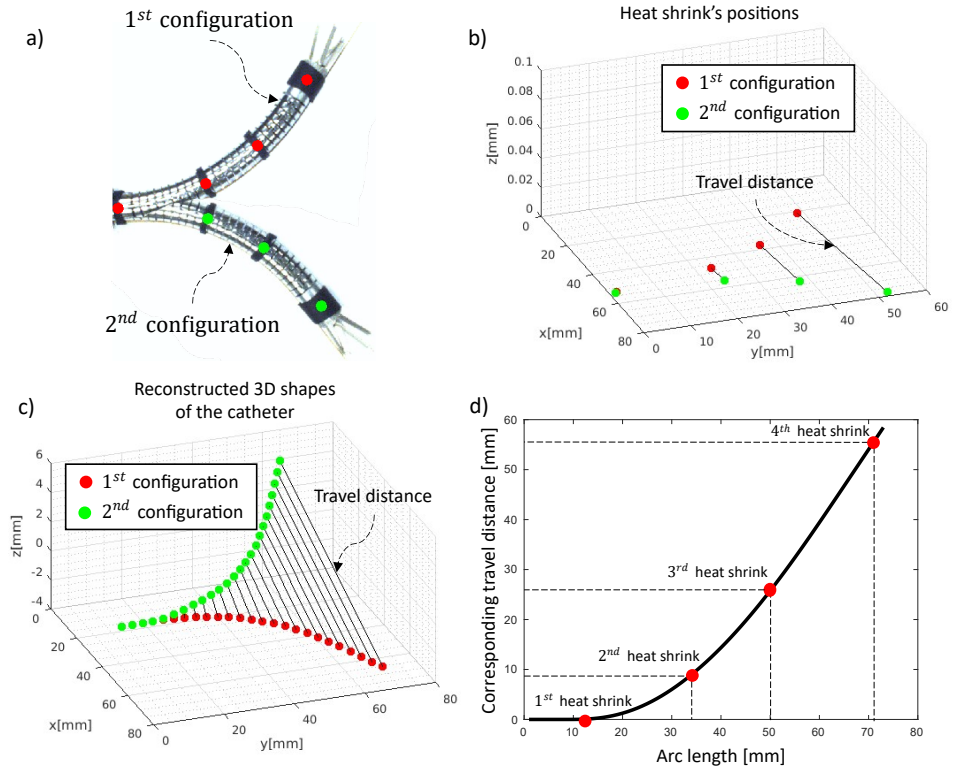 a)
1st configuration
2nd configuration
b)
Heat shrink's positions
1st configuration
2nd configuration
Travel distance
z[mm]
0.1
0.08
0.06
0.04
0.02
0
x[mm]
0
20
40
60
80
y[mm]
0
10
20
30
40
50
60
c)
Reconstructed 3D shapes
of the catheter
1st configuration
2nd configuration
Travel distance
z[mm]
6
4
2
0
-2
-4
x[mm]
0
20
40
60
80
y[mm]
0
20
40
60
80
d)
Corresponding travel distance [mm]
60
50
40
30
20
10
0
4th heat shrink
3rd heat shrink
2nd heat shrink
1st heat shrink
0
10
20
30
40
50
60
70
80
Arc length [mm]